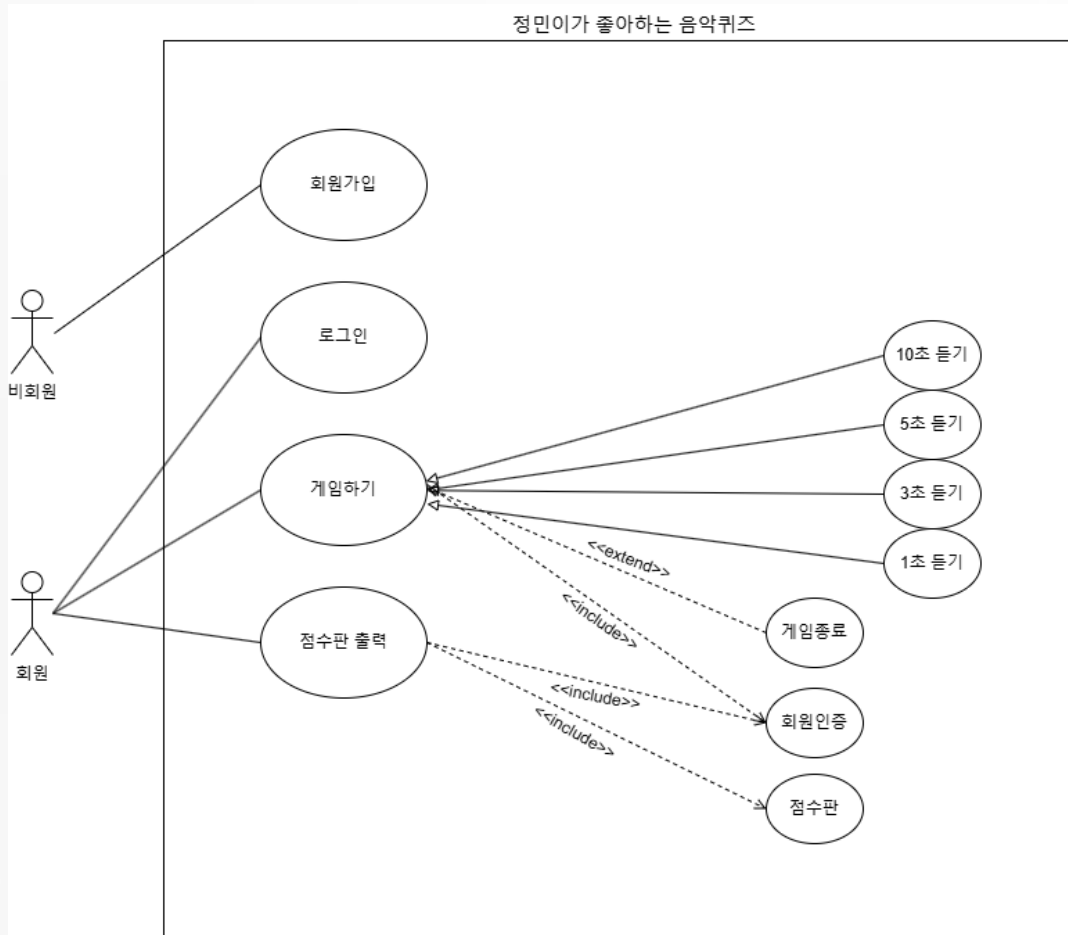 정민이가 좋아하는 음악퀴즈
회원가입
로그인
비회원
10초 듣기
5초 듣기
게임하기
3초 듣기
1초 듣기
<<extend>>
<<include>>
게임종료
점수판 출력
회원
<<include>>
회원인증
<<include>>
점수판